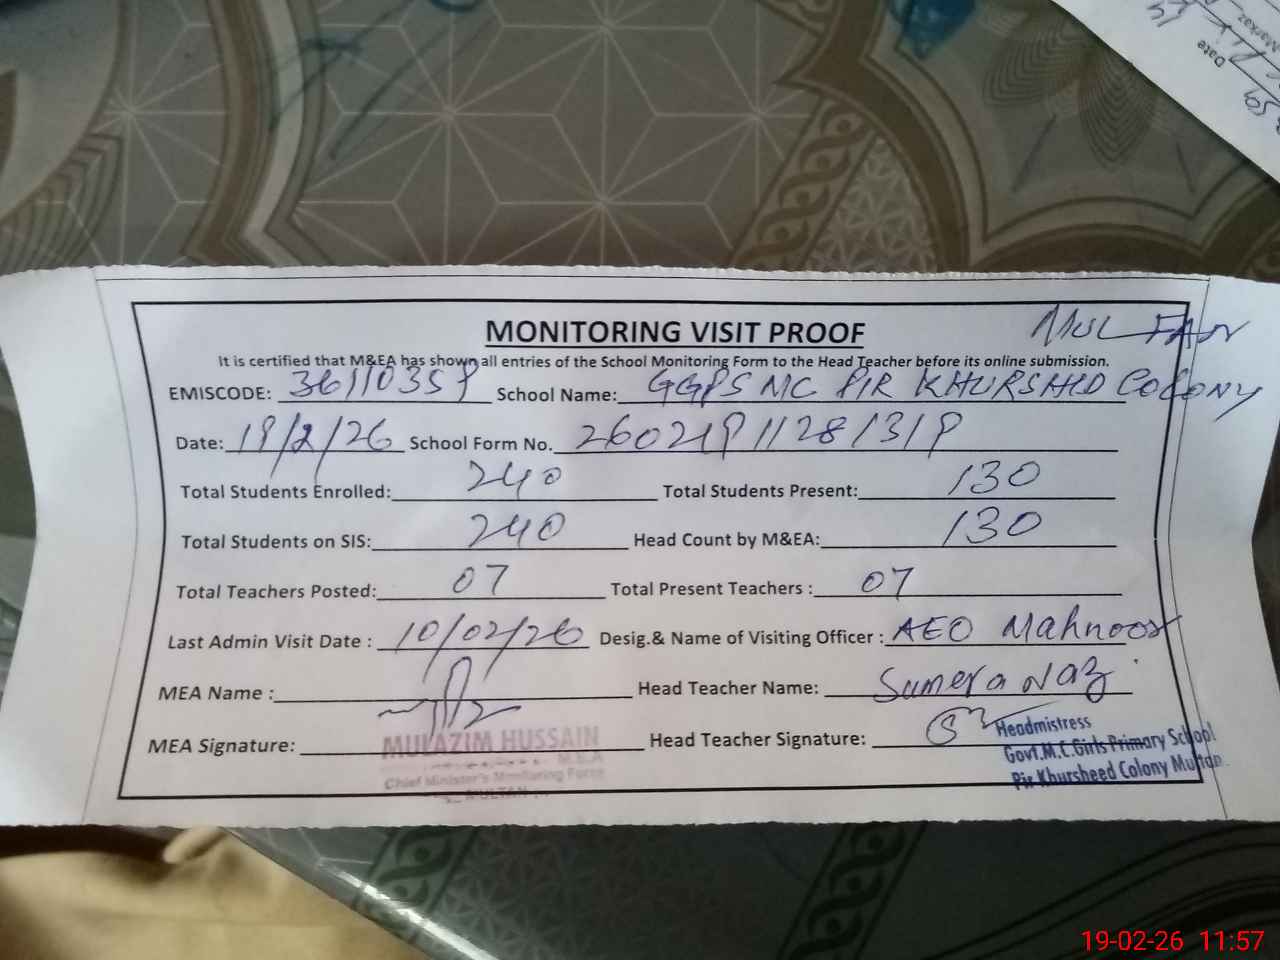 Markaz
Date
MULTAN
MONITORING VISIT PROOF
It is certified that M&EA has shown all entries of the School Monitoring Form to the Head Teacher before its online submission.
EMISCODE: 36110359 School Name: GGPS MC PIR KHURSHID COLONY
Date: 19/2/26 School Form No. 26021911281319
Total Students Enrolled: 240 Total Students Present: 130
Total Students on SIS: 240 Head Count by M&EA: 130
Total Teachers Posted: 07 Total Present Teachers : 07
Last Admin Visit Date : 10/02/26 Desig.& Name of Visiting Officer : AEO Mahnoor
MEA Name : Head Teacher Name: Sumera Naz
MEA Signature: Head Teacher Signature:
MULAZIM HUSSAIN
M.E.A
Chief Minister's Monitoring Force
MULTAN
Headmistress
Govt.M.C.Girls Primary School
Pir Khursheed Colony Multan.
19-02-26 11:57